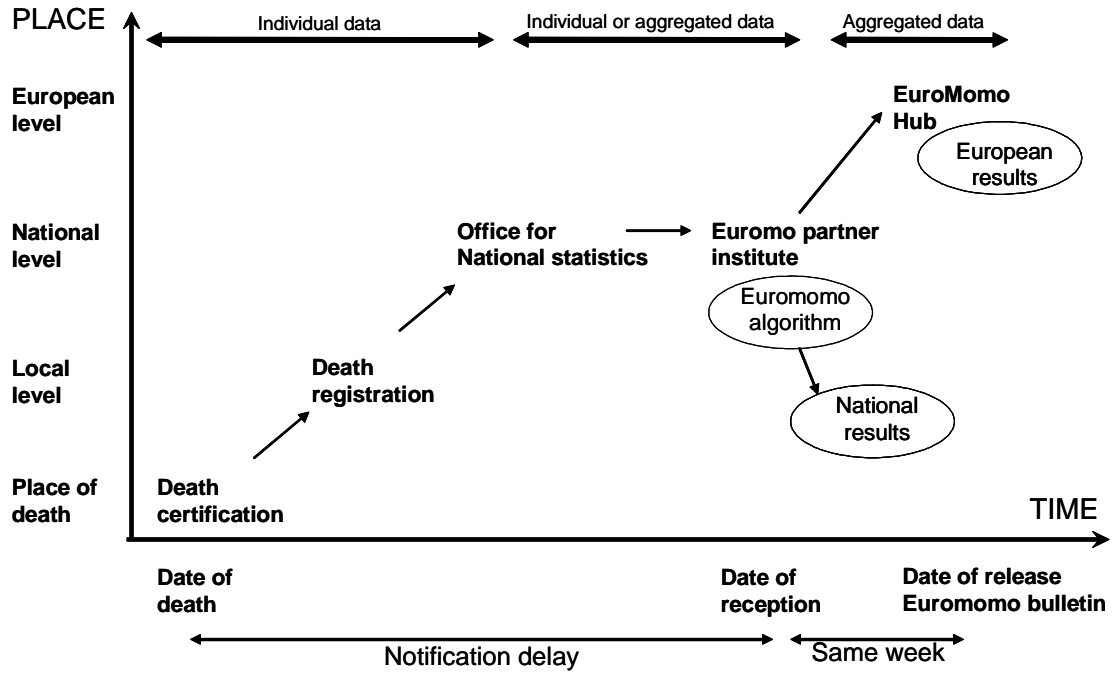 PLACE
Individual data
Individual or aggregated data
Aggregated data
European
level
EuroMomo
Hub
European
results
National
level
Office for
National statistics
Euromo partner
institute
Euromomo
algorithm
Local
level
Death
registration
National
results
Place of
death
Death
certification
TIME
Date of
death
Date of
reception
Date of release
Euromomo bulletin
Notification delay
Same week